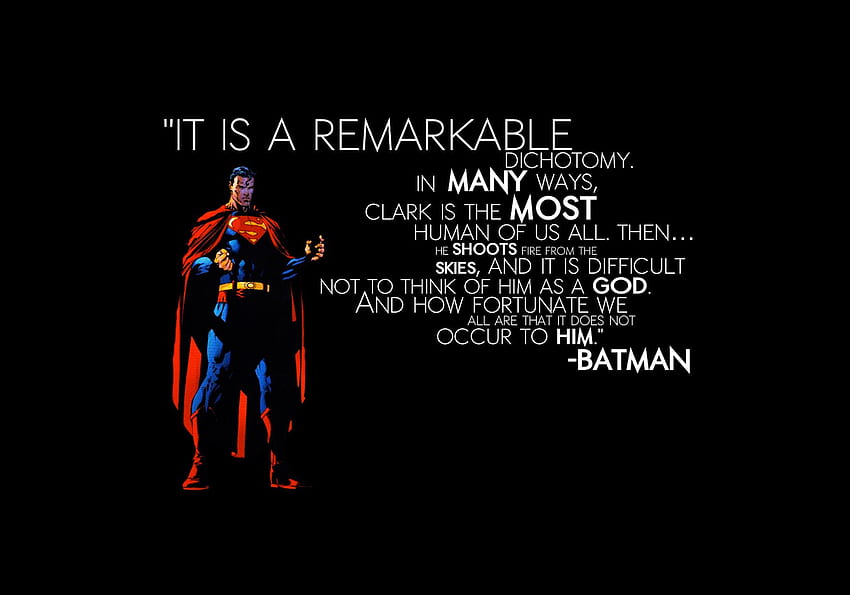 "IT IS A REMARKABLE
DICHOTOMY.
IN MANY WAYS,
CLARK IS THE MOST
HUMAN OF US ALL. THEN...
HE SHOOTS FIRE FROM THE
SKIES, AND IT IS DIFFICULT
NOT TO THINK OF HIM AS A GOD.
AND HOW FORTUNATE WE
ALL ARE THAT IT DOES NOT
OCCUR TO HIM."
-BATMAN